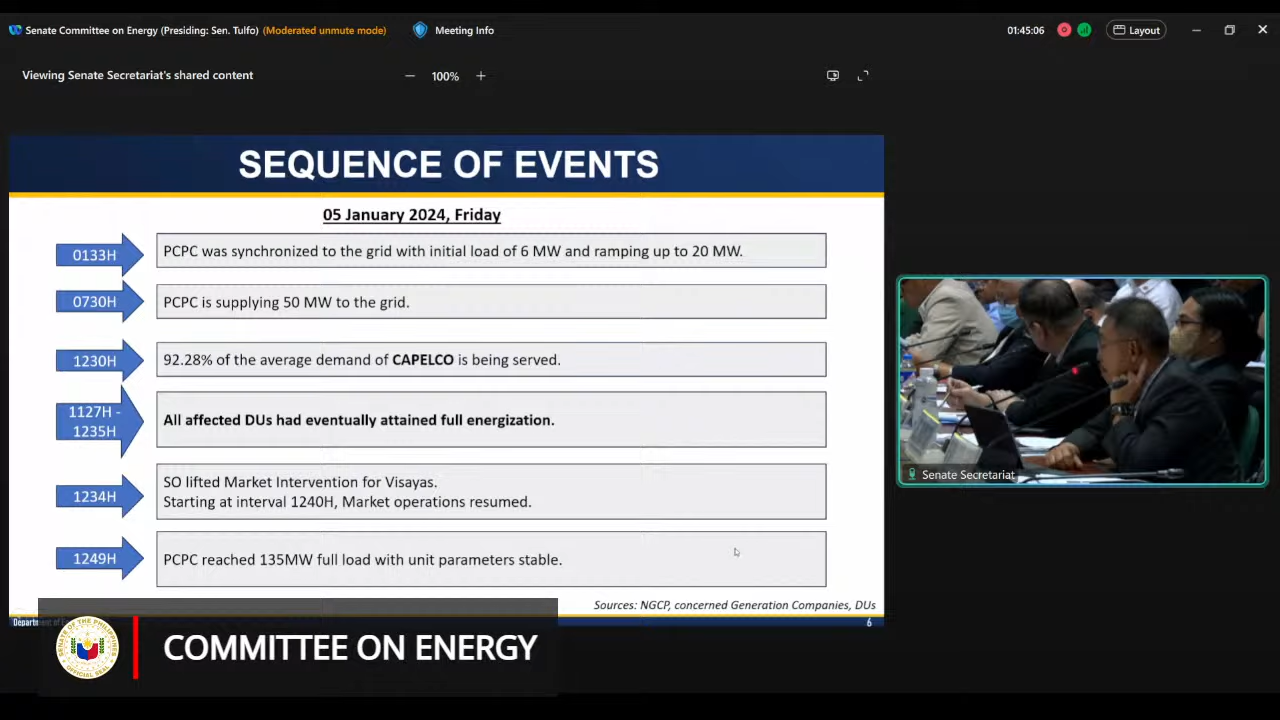 Senate Committee on Energy (Presiding: Sen. Tulfo) (Moderated unmute mode)
Meeting Info
01:45:06
Layout
Viewing Senate Secretariat's shared content
100%
SEQUENCE OF EVENTS
05 January 2024, Friday
0133H
PCPC was synchronized to the grid with initial load of 6 MW and ramping up to 20 MW.
0730H
PCPC is supplying 50 MW to the grid.
1230H
92.28% of the average demand of CAPELCO is being served.
1127H -
1235H
All affected DUs had eventually attained full energization.
1234H
SO lifted Market Intervention for Visayas.
Starting at interval 1240H, Market operations resumed.
1249H
PCPC reached 135MW full load with unit parameters stable.
Sources: NGCP, concerned Generation Companies, DUs
6
Senate Secretariat
SENATE OF THE PHILIPPINES
OFFICIAL SEAL
COMMITTEE ON ENERGY